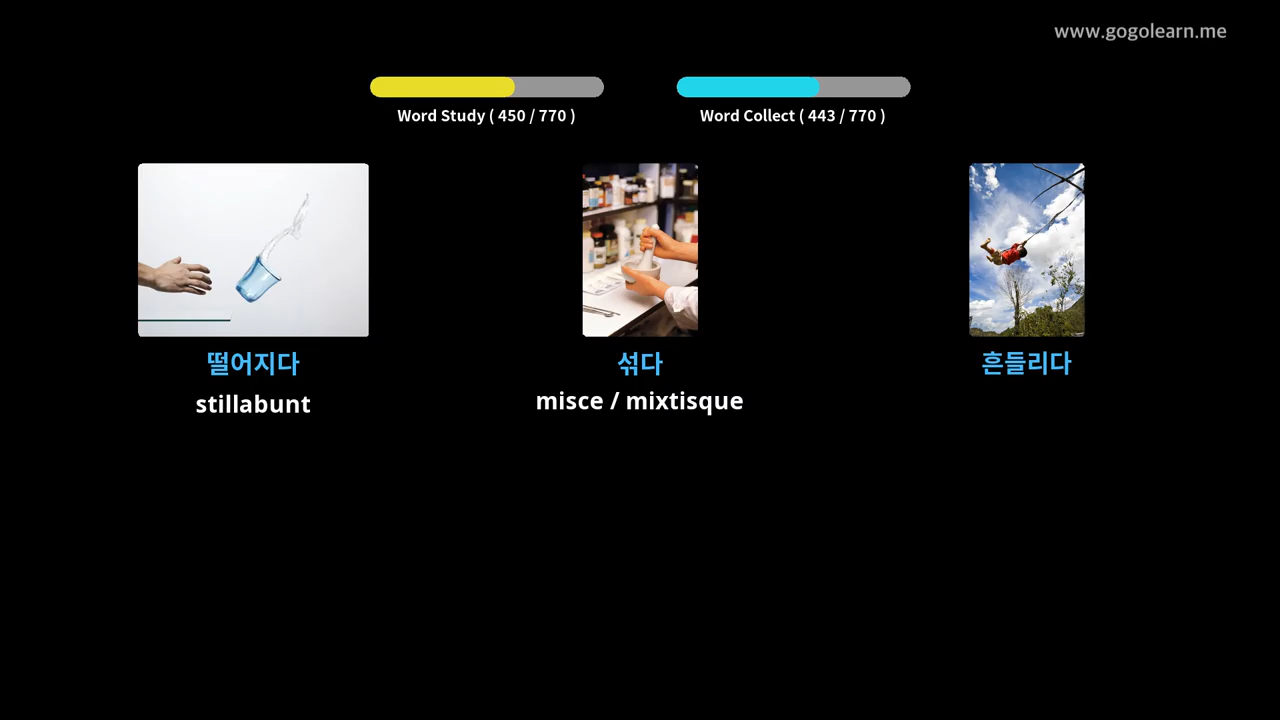 www.gogolearn.me
Word Study ( 450 / 770 )
Word Collect ( 443 / 770 )
떨어지다
섞다
흔들리다
stillabunt
misce / mixtisque